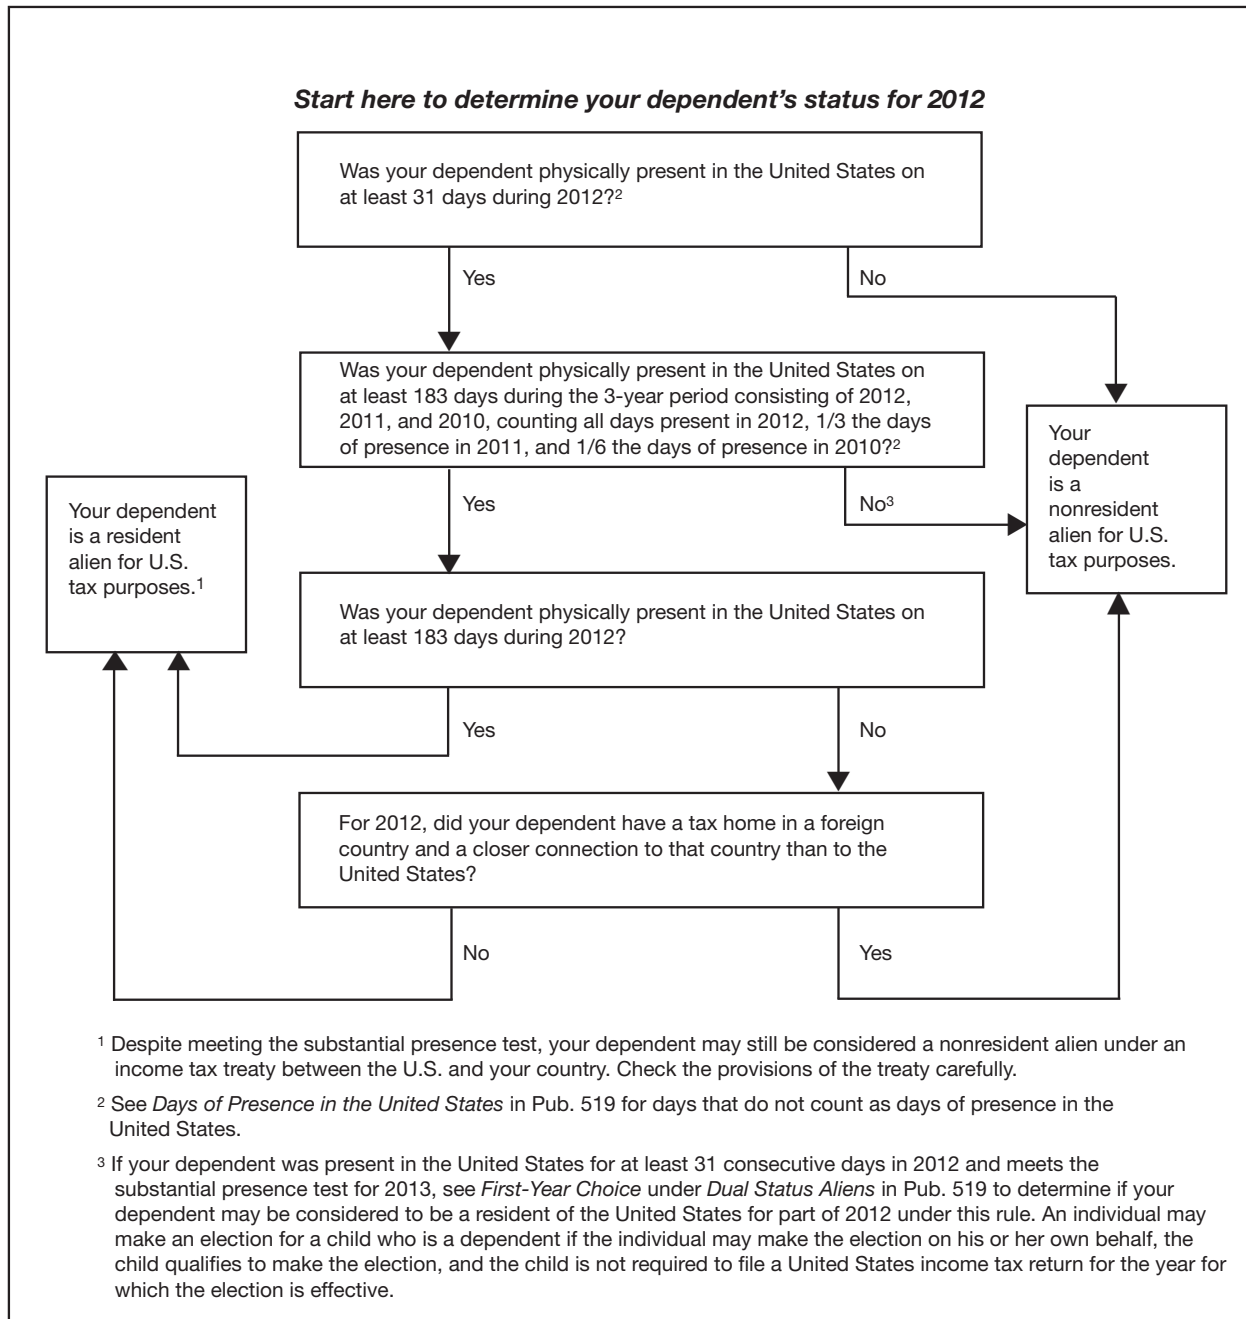 Start here to determine your dependent’s status for 2012
Was your dependent physically present in the United States on
at least 31 days during 2012?2
Yes
No
Was your dependent physically present in the United States on
at least 183 days during the 3-year period consisting of 2012,
2011, and 2010, counting all days present in 2012, 1/3 the days
of presence in 2011, and 1/6 the days of presence in 2010?2
Yes
No3
Your
dependent
is a
nonresident
alien for U.S.
tax purposes.
Your dependent
is a resident
alien for U.S.
tax purposes.1
Was your dependent physically present in the United States on
at least 183 days during 2012?
Yes
No
For 2012, did your dependent have a tax home in a foreign
country and a closer connection to that country than to the
United States?
No
Yes
1 Despite meeting the substantial presence test, your dependent may still be considered a nonresident alien under an
income tax treaty between the U.S. and your country. Check the provisions of the treaty carefully.
2 See Days of Presence in the United States in Pub. 519 for days that do not count as days of presence in the
United States.
3 If your dependent was present in the United States for at least 31 consecutive days in 2012 and meets the
substantial presence test for 2013, see First-Year Choice under Dual Status Aliens in Pub. 519 to determine if your
dependent may be considered to be a resident of the United States for part of 2012 under this rule. An individual may
make an election for a child who is a dependent if the individual may make the election on his or her own behalf, the
child qualifies to make the election, and the child is not required to file a United States income tax return for the year for
which the election is effective.